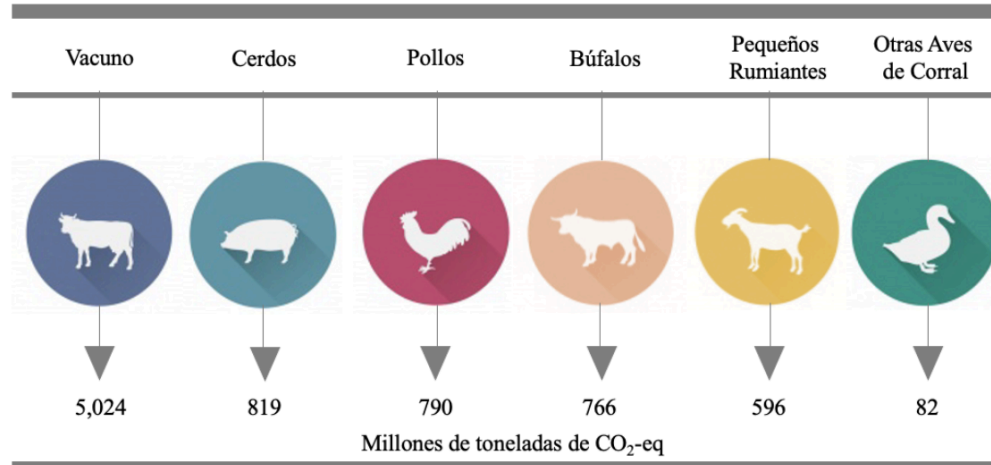 Vacuno
Cerdos
Pollos
Búfalos
Pequeños
Rumiantes
Otras Aves
de Corral
5,024
819
790
766
596
82
Millones de toneladas de CO₂-eq